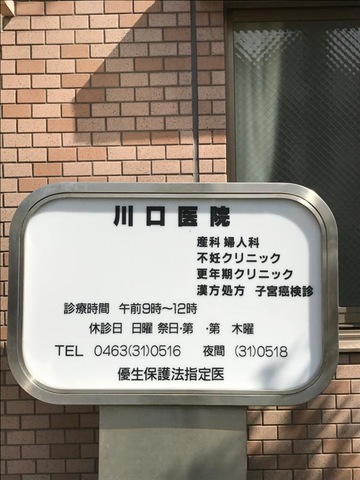 川口医院
産科 婦人科
不妊クリニック
更年期クリニック
漢方処方 子宮癌検診
診療時間 午前9時〜12時
休診日 日曜 祭日・第 ・第 木曜
TEL 0463(31)0516 夜間 (31)0518
優生保護法指定医